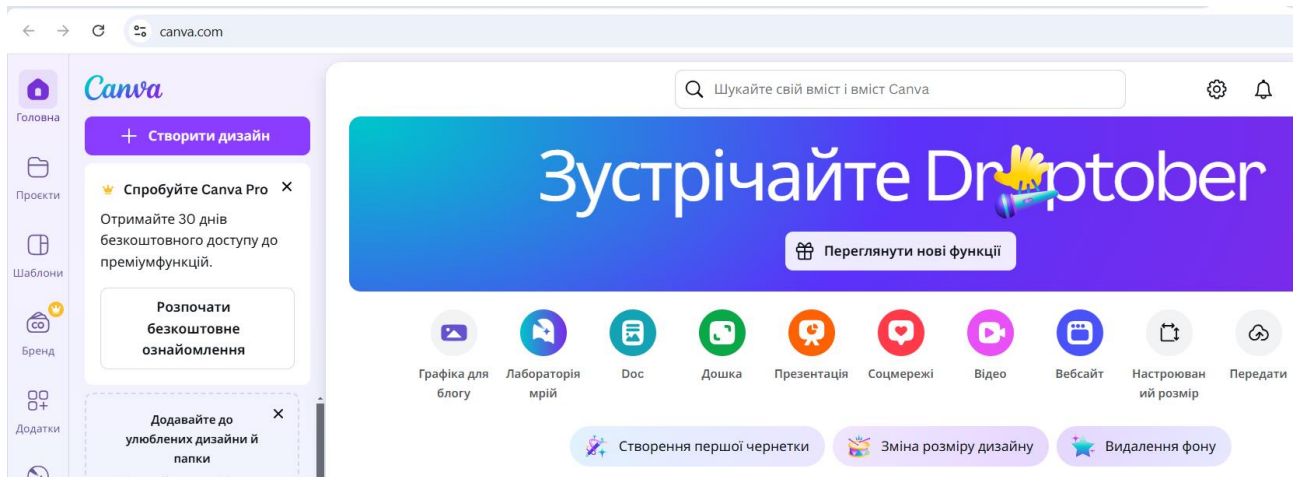 canva.com
Головна
Проєкти
Шаблони
CO
Бренд
Додатки
Canva
+ Створити дизайн
Спробуйте Canva Pro
Отримайте 30 днів
безкоштовного доступу до
преміумфункцій.
Розпочати
безкоштовне
ознайомлення
Додавайте до
улюблених дизайни й
папки
Шукайте свій вміст і вміст Canva
Зустрічайте Droptober
Переглянути нові функції
Графіка для
блогу
Лабораторія
мрій
Doc
Дошка
Презентація
Соцмережі
Відео
Вебсайт
Настроюван
ий розмір
Передати
Створення першої чернетки
Зміна розміру дизайну
Видалення фону